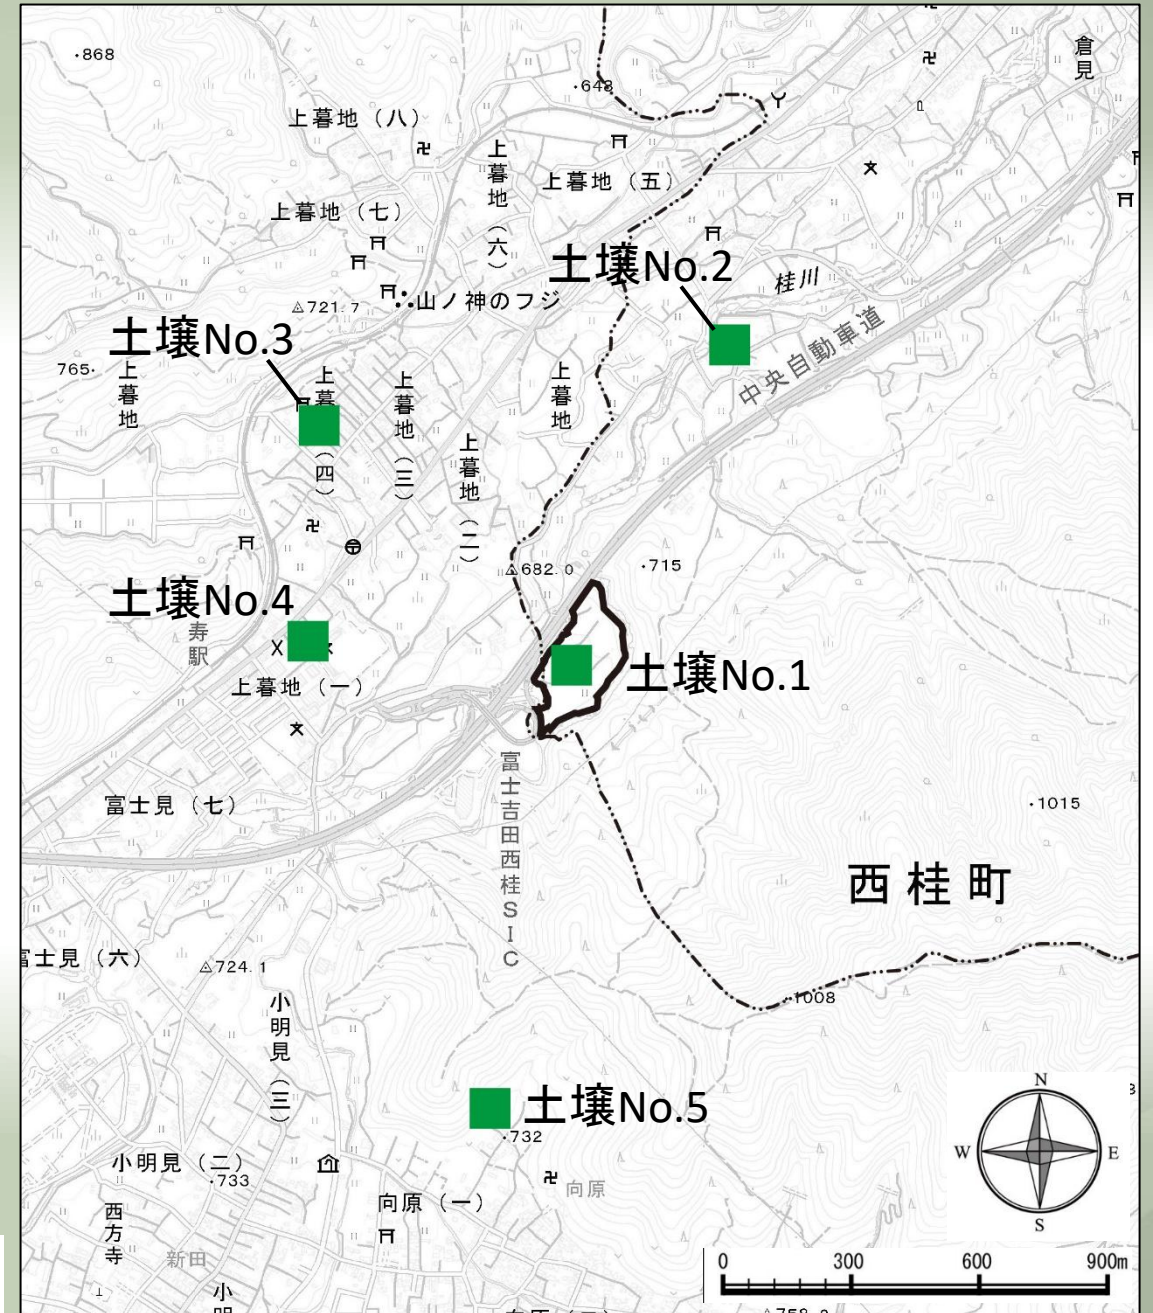 868
648
倉見
上暮地（八）
上暮地（六）
上暮地（五）
上暮地（七）
土壌No.2
桂川
山ノ神のフジ
721.7
土壌No.3
中央自動車道
765
上暮地
上暮
（四）
上暮地（三）
上暮地
上暮地（二）
682.0
715
土壌No.4
寿駅
土壌No.1
上暮地（一）
富士吉田西桂SIC
富士見（七）
1015
西桂町
富士見（六）
724.1
1008
小明見（三）
土壌No.5
732
小明見（二）
733
向原
向原（一）
西方寺
新田
小
N
W
E
S
0 300 600 900m